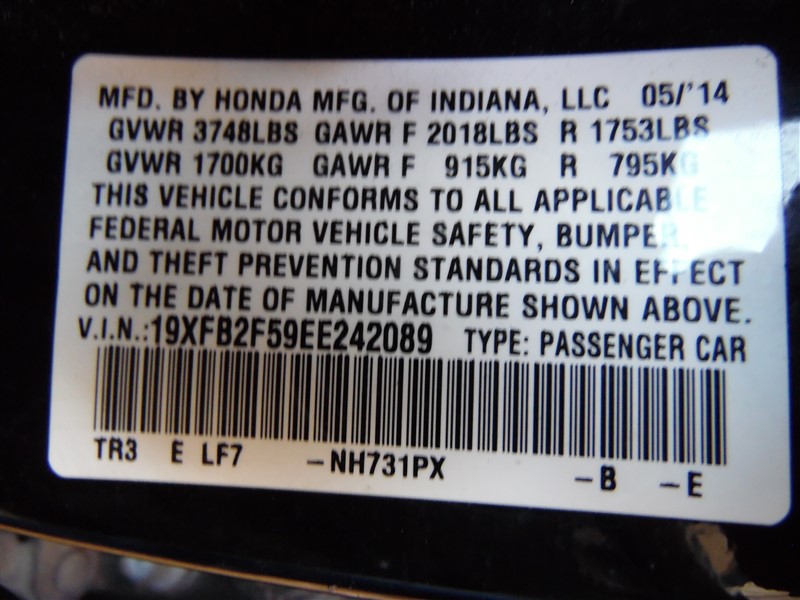 MFD. BY HONDA MFG. OF INDIANA, LLC 05/'14
GVWR 3748LBS GAWR F 2018LBS R 1753LBS
GVWR 1700KG GAWR F 915KG R 795KG
THIS VEHICLE CONFORMS TO ALL APPLICABLE
FEDERAL MOTOR VEHICLE SAFETY, BUMPER,
AND THEFT PREVENTION STANDARDS IN EFFECT
ON THE DATE OF MANUFACTURE SHOWN ABOVE.
V.I.N.:19XFB2F59EE242089 TYPE: PASSENGER CAR
TR3 E LF7 -NH731PX -B -E